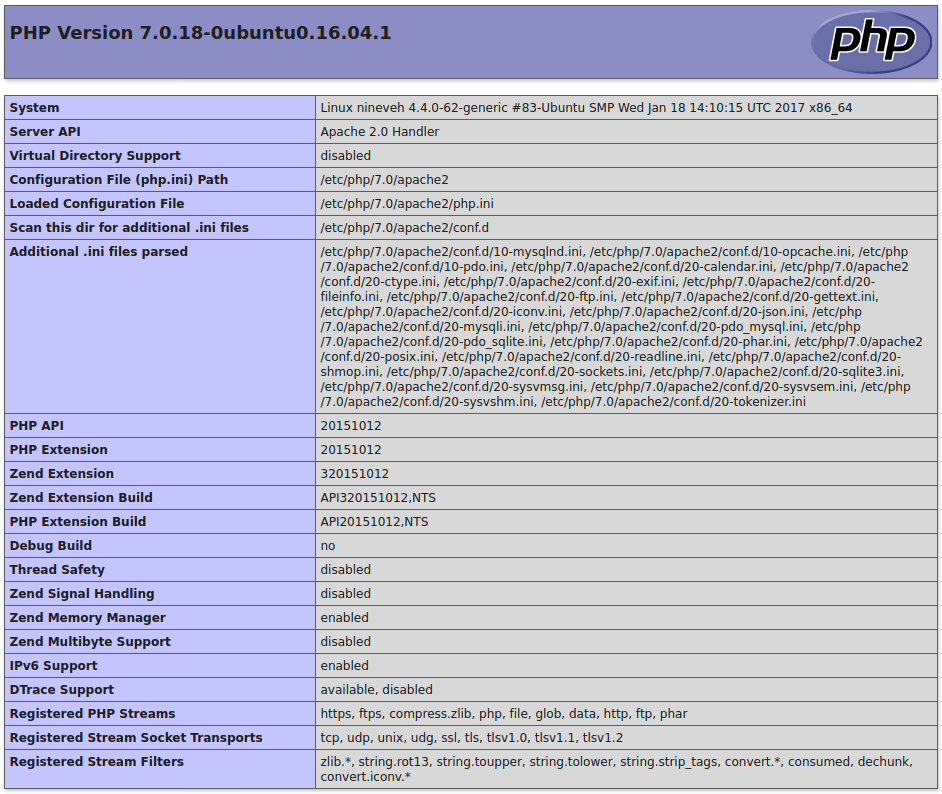 PHP Version 7.0.18-0ubuntu0.16.04.1
php
System Linux nineveh 4.4.0-62-generic #83-Ubuntu SMP Wed Jan 18 14:10:15 UTC 2017 x86_64
Server API Apache 2.0 Handler
Virtual Directory Support disabled
Configuration File (php.ini) Path /etc/php/7.0/apache2
Loaded Configuration File /etc/php/7.0/apache2/php.ini
Scan this dir for additional .ini files /etc/php/7.0/apache2/conf.d
Additional .ini files parsed /etc/php/7.0/apache2/conf.d/10-mysqlnd.ini, /etc/php/7.0/apache2/conf.d/10-opcache.ini, /etc/php
/7.0/apache2/conf.d/10-pdo.ini, /etc/php/7.0/apache2/conf.d/20-calendar.ini, /etc/php/7.0/apache2
/conf.d/20-ctype.ini, /etc/php/7.0/apache2/conf.d/20-exif.ini, /etc/php/7.0/apache2/conf.d/20-
fileinfo.ini, /etc/php/7.0/apache2/conf.d/20-ftp.ini, /etc/php/7.0/apache2/conf.d/20-gettext.ini,
/etc/php/7.0/apache2/conf.d/20-iconv.ini, /etc/php/7.0/apache2/conf.d/20-json.ini, /etc/php
/7.0/apache2/conf.d/20-mysqli.ini, /etc/php/7.0/apache2/conf.d/20-pdo_mysql.ini, /etc/php
/7.0/apache2/conf.d/20-pdo_sqlite.ini, /etc/php/7.0/apache2/conf.d/20-phar.ini, /etc/php/7.0/apache2
/conf.d/20-posix.ini, /etc/php/7.0/apache2/conf.d/20-readline.ini, /etc/php/7.0/apache2/conf.d/20-
shmop.ini, /etc/php/7.0/apache2/conf.d/20-sockets.ini, /etc/php/7.0/apache2/conf.d/20-sqlite3.ini,
/etc/php/7.0/apache2/conf.d/20-sysvmsg.ini, /etc/php/7.0/apache2/conf.d/20-sysvsem.ini, /etc/php
/7.0/apache2/conf.d/20-sysvshm.ini, /etc/php/7.0/apache2/conf.d/20-tokenizer.ini
PHP API 20151012
PHP Extension 20151012
Zend Extension 320151012
Zend Extension Build API320151012,NTS
PHP Extension Build API20151012,NTS
Debug Build no
Thread Safety disabled
Zend Signal Handling disabled
Zend Memory Manager enabled
Zend Multibyte Support disabled
IPv6 Support enabled
DTrace Support available, disabled
Registered PHP Streams https, ftps, compress.zlib, php, file, glob, data, http, ftp, phar
Registered Stream Socket Transports tcp, udp, unix, udg, ssl, tls, tlsv1.0, tlsv1.1, tlsv1.2
Registered Stream Filters zlib.*, string.rot13, string.toupper, string.tolower, string.strip_tags, convert.*, consumed, dechunk,
convert.iconv.*